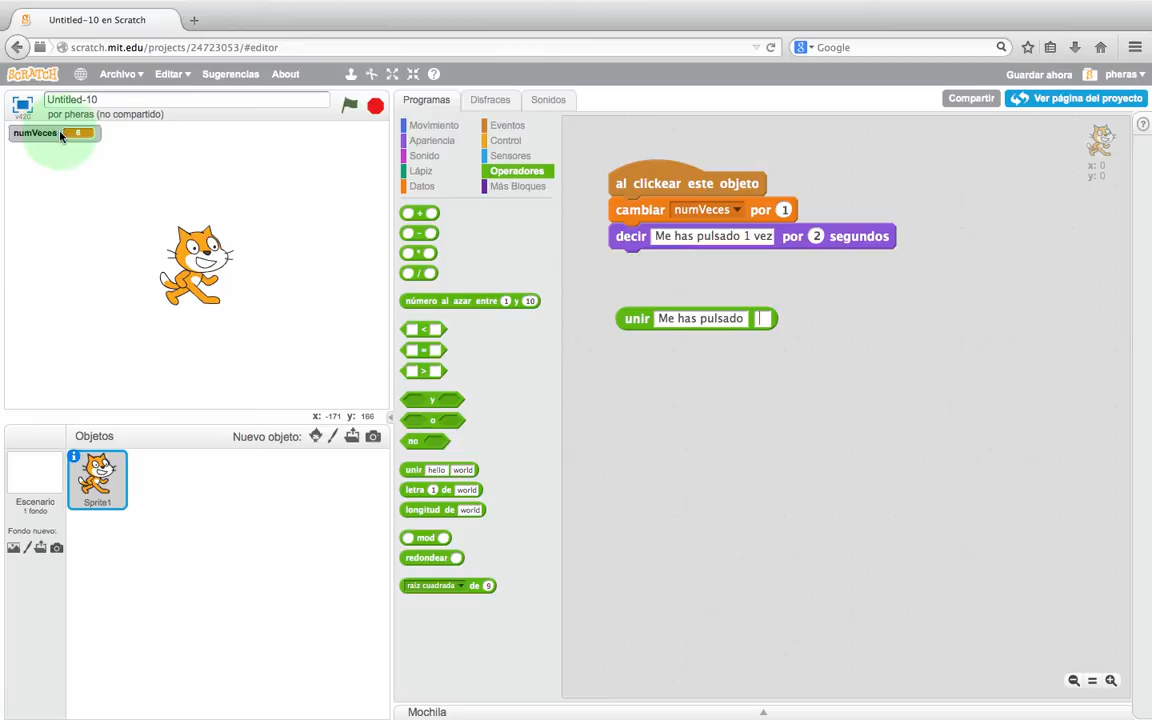 Untitled-10 en Scratch
scratch.mit.edu/projects/24723053/#editor
Google
SCRATCH
Archivo
Editar
Sugerencias
About
Guardar ahora
pheras
v420
Untitled-10
por pheras (no compartido)
numVeces 6
x: -171 y: 166
Programas
Disfraces
Sonidos
Compartir
Ver página del proyecto
Movimiento
Apariencia
Sonido
Lápiz
Datos
Eventos
Control
Sensores
Operadores
Más Bloques
+
-
*
/
número al azar entre 1 y 10
<
=
>
y
o
no
unir hello world
letra 1 de world
longitud de world
mod
redondear
raíz cuadrada de 9
al clickear este objeto
cambiar numVeces por 1
decir Me has pulsado 1 vez por 2 segundos
unir Me has pulsado
x: 0
y: 0
?
Objetos
Nuevo objeto:
Escenario
1 fondo
Fondo nuevo:
Sprite1
Mochila